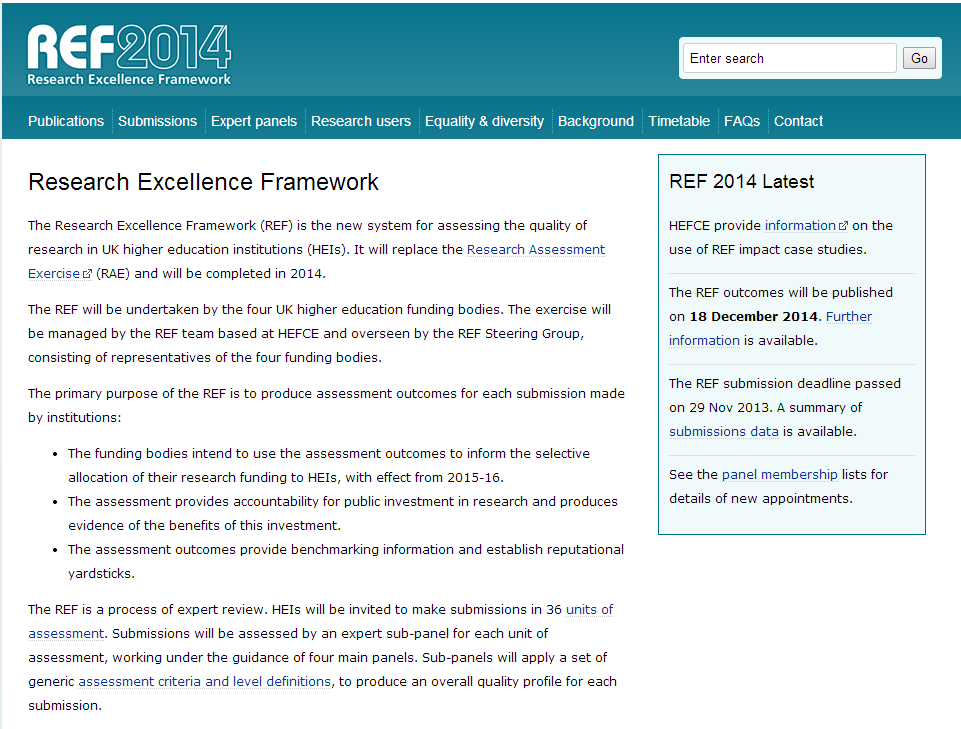 REF2014
Research Excellence Framework
Enter search
Go
Publications
Submissions
Expert panels
Research users
Equality & diversity
Background
Timetable
FAQs
Contact
Research Excellence Framework
The Research Excellence Framework (REF) is the new system for assessing the quality of
research in UK higher education institutions (HEIs). It will replace the Research Assessment
Exercise (RAE) and will be completed in 2014.
The REF will be undertaken by the four UK higher education funding bodies. The exercise will
be managed by the REF team based at HEFCE and overseen by the REF Steering Group,
consisting of representatives of the four funding bodies.
The primary purpose of the REF is to produce assessment outcomes for each submission made
by institutions:
• The funding bodies intend to use the assessment outcomes to inform the selective
allocation of their research funding to HEIs, with effect from 2015-16.
• The assessment provides accountability for public investment in research and produces
evidence of the benefits of this investment.
• The assessment outcomes provide benchmarking information and establish reputational
yardsticks.
The REF is a process of expert review. HEIs will be invited to make submissions in 36 units of
assessment. Submissions will be assessed by an expert sub-panel for each unit of
assessment, working under the guidance of four main panels. Sub-panels will apply a set of
generic assessment criteria and level definitions, to produce an overall quality profile for each
submission.
REF 2014 Latest
HEFCE provide information on the
use of REF impact case studies.
The REF outcomes will be published
on 18 December 2014. Further
information is available.
The REF submission deadline passed
on 29 Nov 2013. A summary of
submissions data is available.
See the panel membership lists for
details of new appointments.